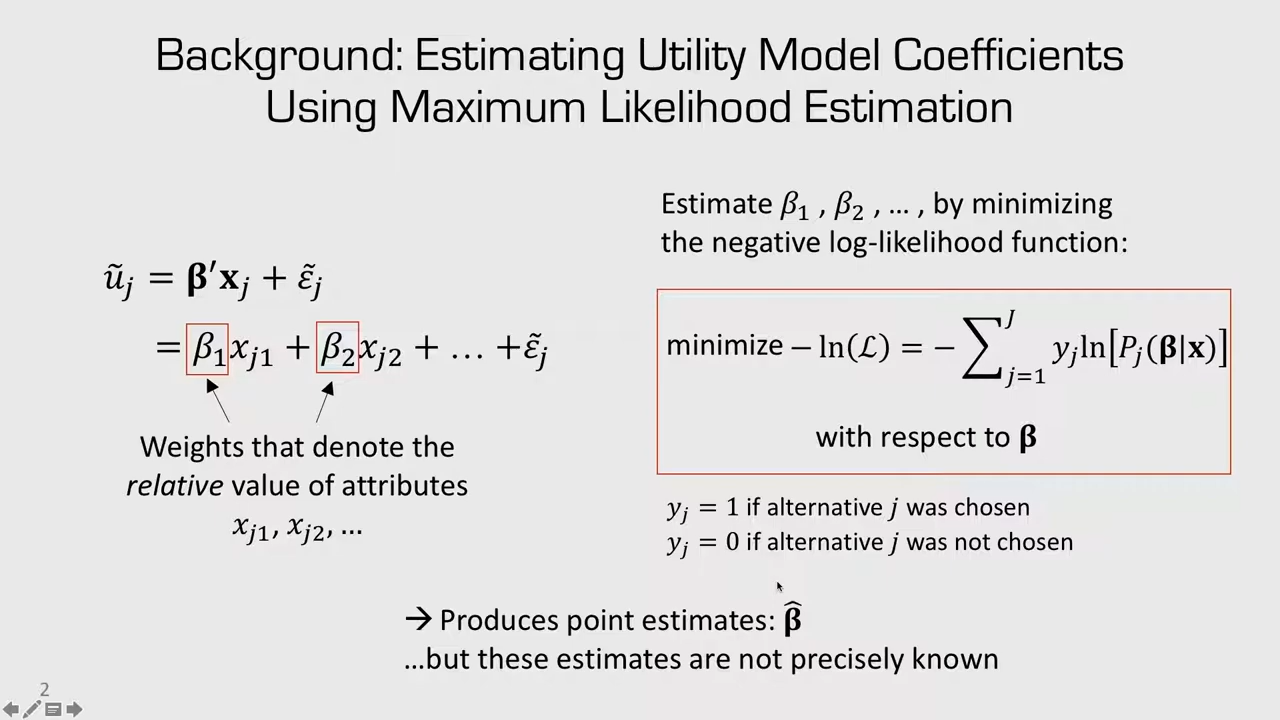 Background: Estimating Utility Model Coefficients
Using Maximum Likelihood Estimation
ũⱼ = 𝛃′𝐱ⱼ + ε̃ⱼ
= β₁xⱼ₁ + β₂xⱼ₂ + … +ε̃ⱼ
Weights that denote the
relative value of attributes
xⱼ₁, xⱼ₂, …
Estimate β₁ , β₂ , … , by minimizing
the negative log-likelihood function:
minimize − ln(ℒ) = − ∑ⱼ₌₁ᴶ yⱼln[Pⱼ(𝛃|𝐱)]
with respect to 𝛃
yⱼ = 1 if alternative j was chosen
yⱼ = 0 if alternative j was not chosen
→ Produces point estimates: 𝛃̂
…but these estimates are not precisely known
2